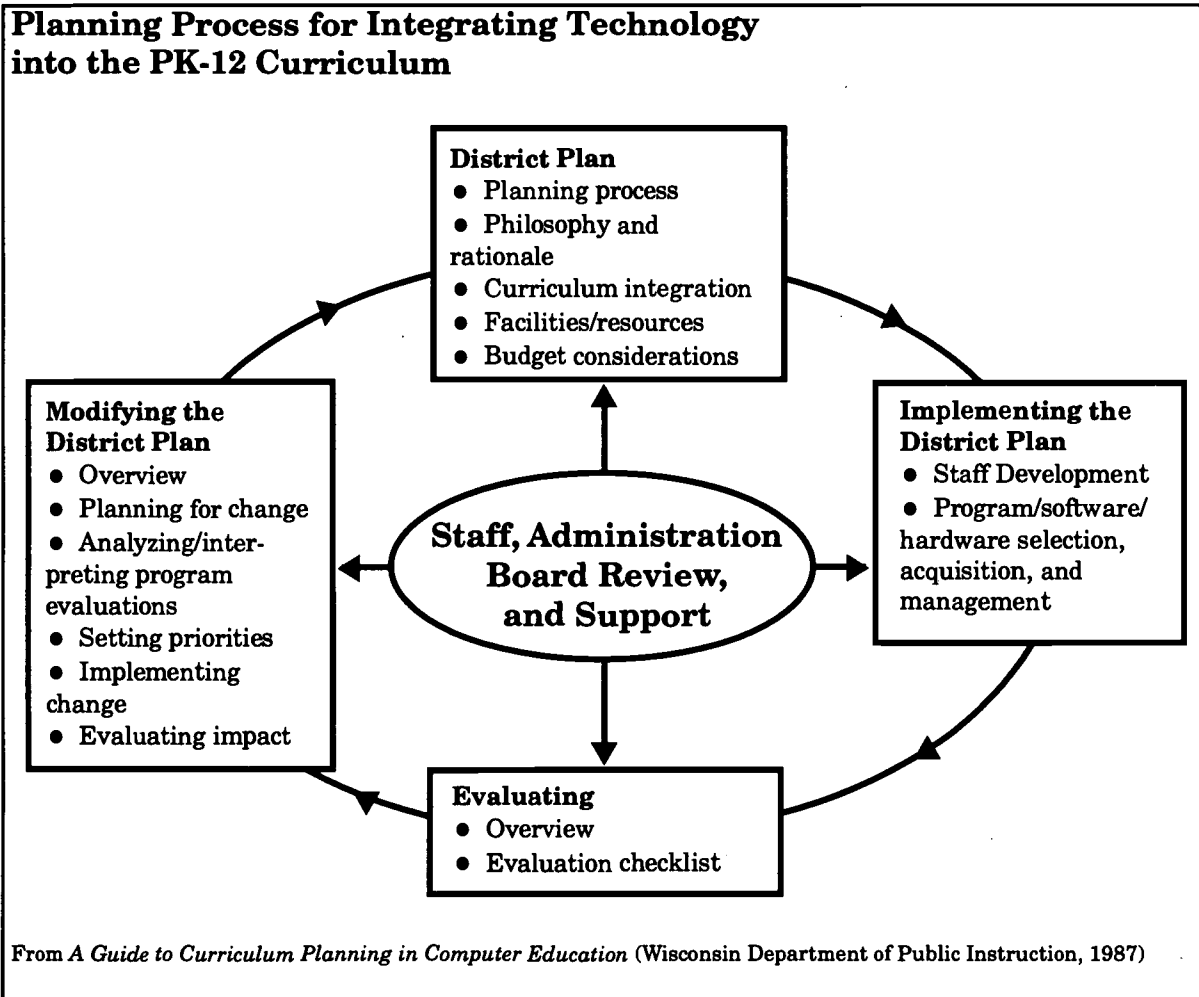 Planning Process for Integrating Technology
into the PK-12 Curriculum
District Plan
● Planning process
● Philosophy and
rationale
● Curriculum integration
● Facilities/resources
● Budget considerations
Modifying the
District Plan
● Overview
● Planning for change
● Analyzing/inter-
preting program
evaluations
● Setting priorities
● Implementing
change
● Evaluating impact
Staff, Administration
Board Review,
and Support
Implementing the
District Plan
● Staff Development
● Program/software/
hardware selection,
acquisition, and
management
Evaluating
● Overview
● Evaluation checklist
From A Guide to Curriculum Planning in Computer Education (Wisconsin Department of Public Instruction, 1987)